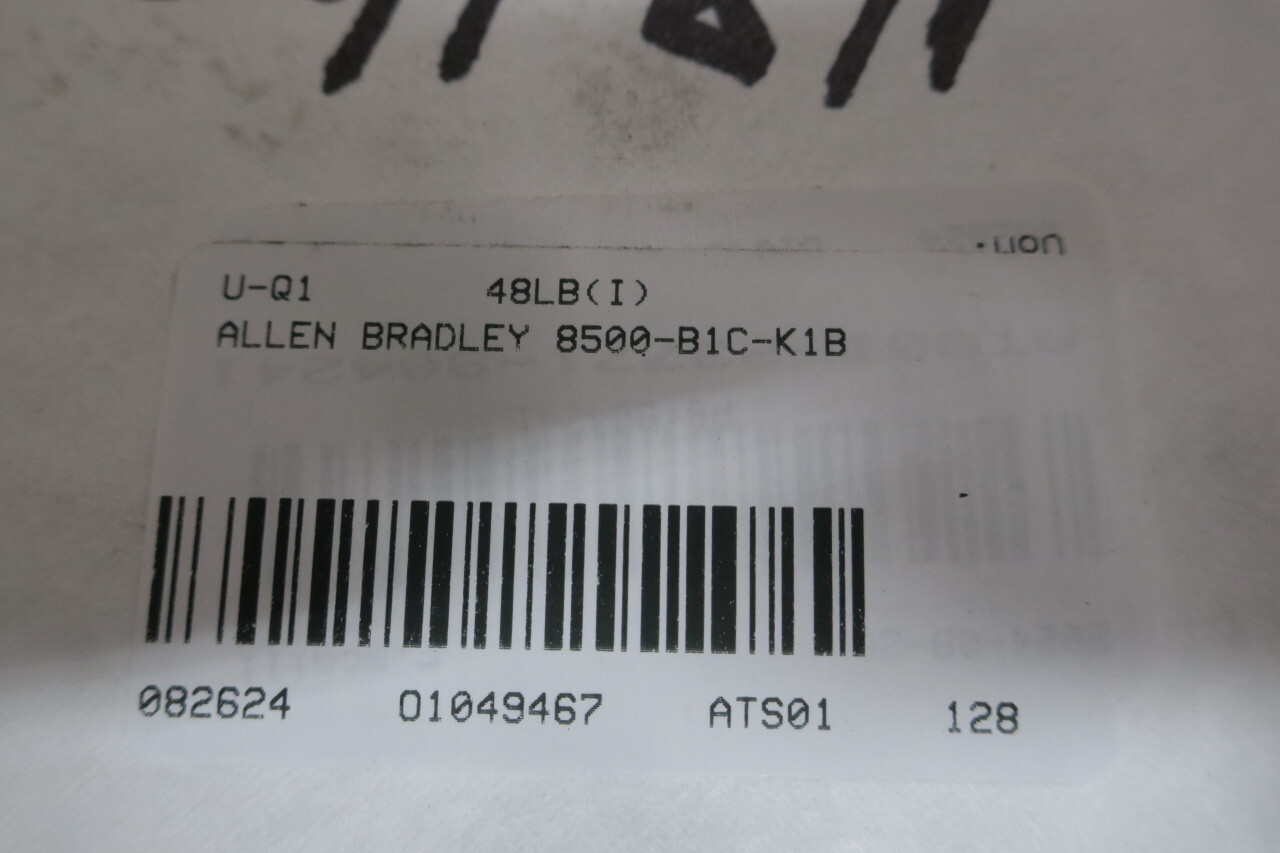 U-Q1 48LB(I)
ALLEN BRADLEY 8500-B1C-K1B
082624 01049467 ATS01 128